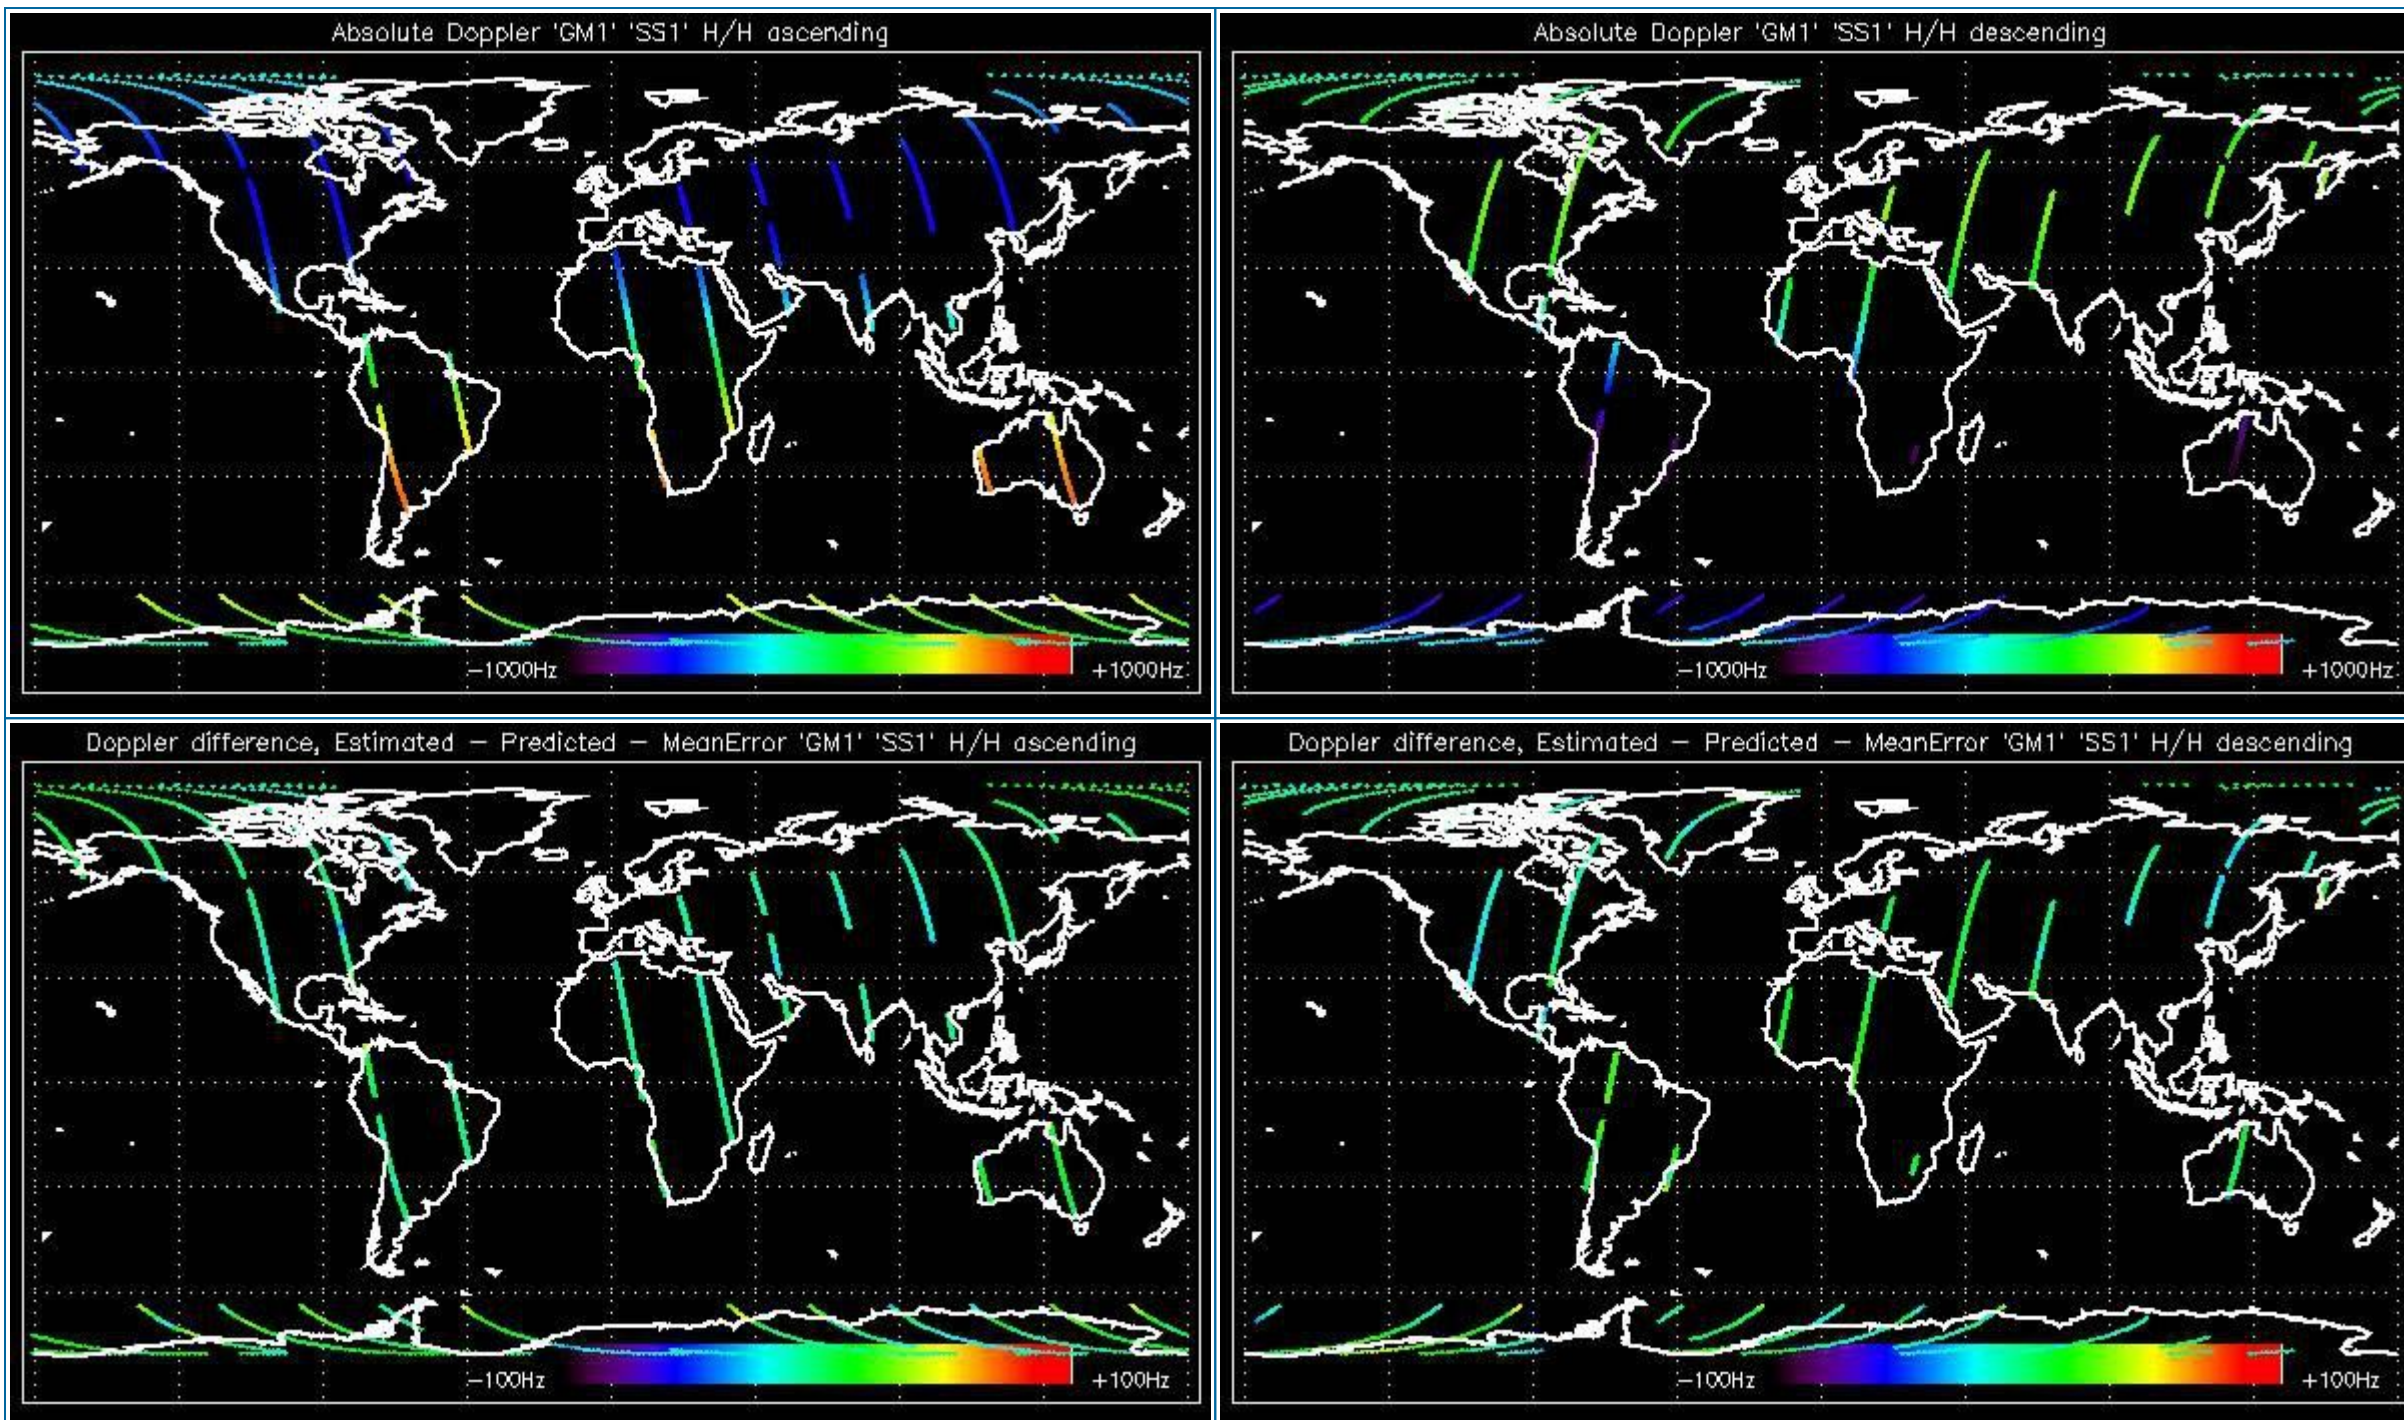 Absolute Doppler 'GM1' 'SS1' H/H ascending
-1000Hz
+1000Hz
Absolute Doppler 'GM1' 'SS1' H/H descending
-1000Hz
+1000Hz
Doppler difference, Estimated - Predicted - MeanError 'GM1' 'SS1' H/H ascending
-100Hz
+100Hz
Doppler difference, Estimated - Predicted - MeanError 'GM1' 'SS1' H/H descending
-100Hz
+100Hz